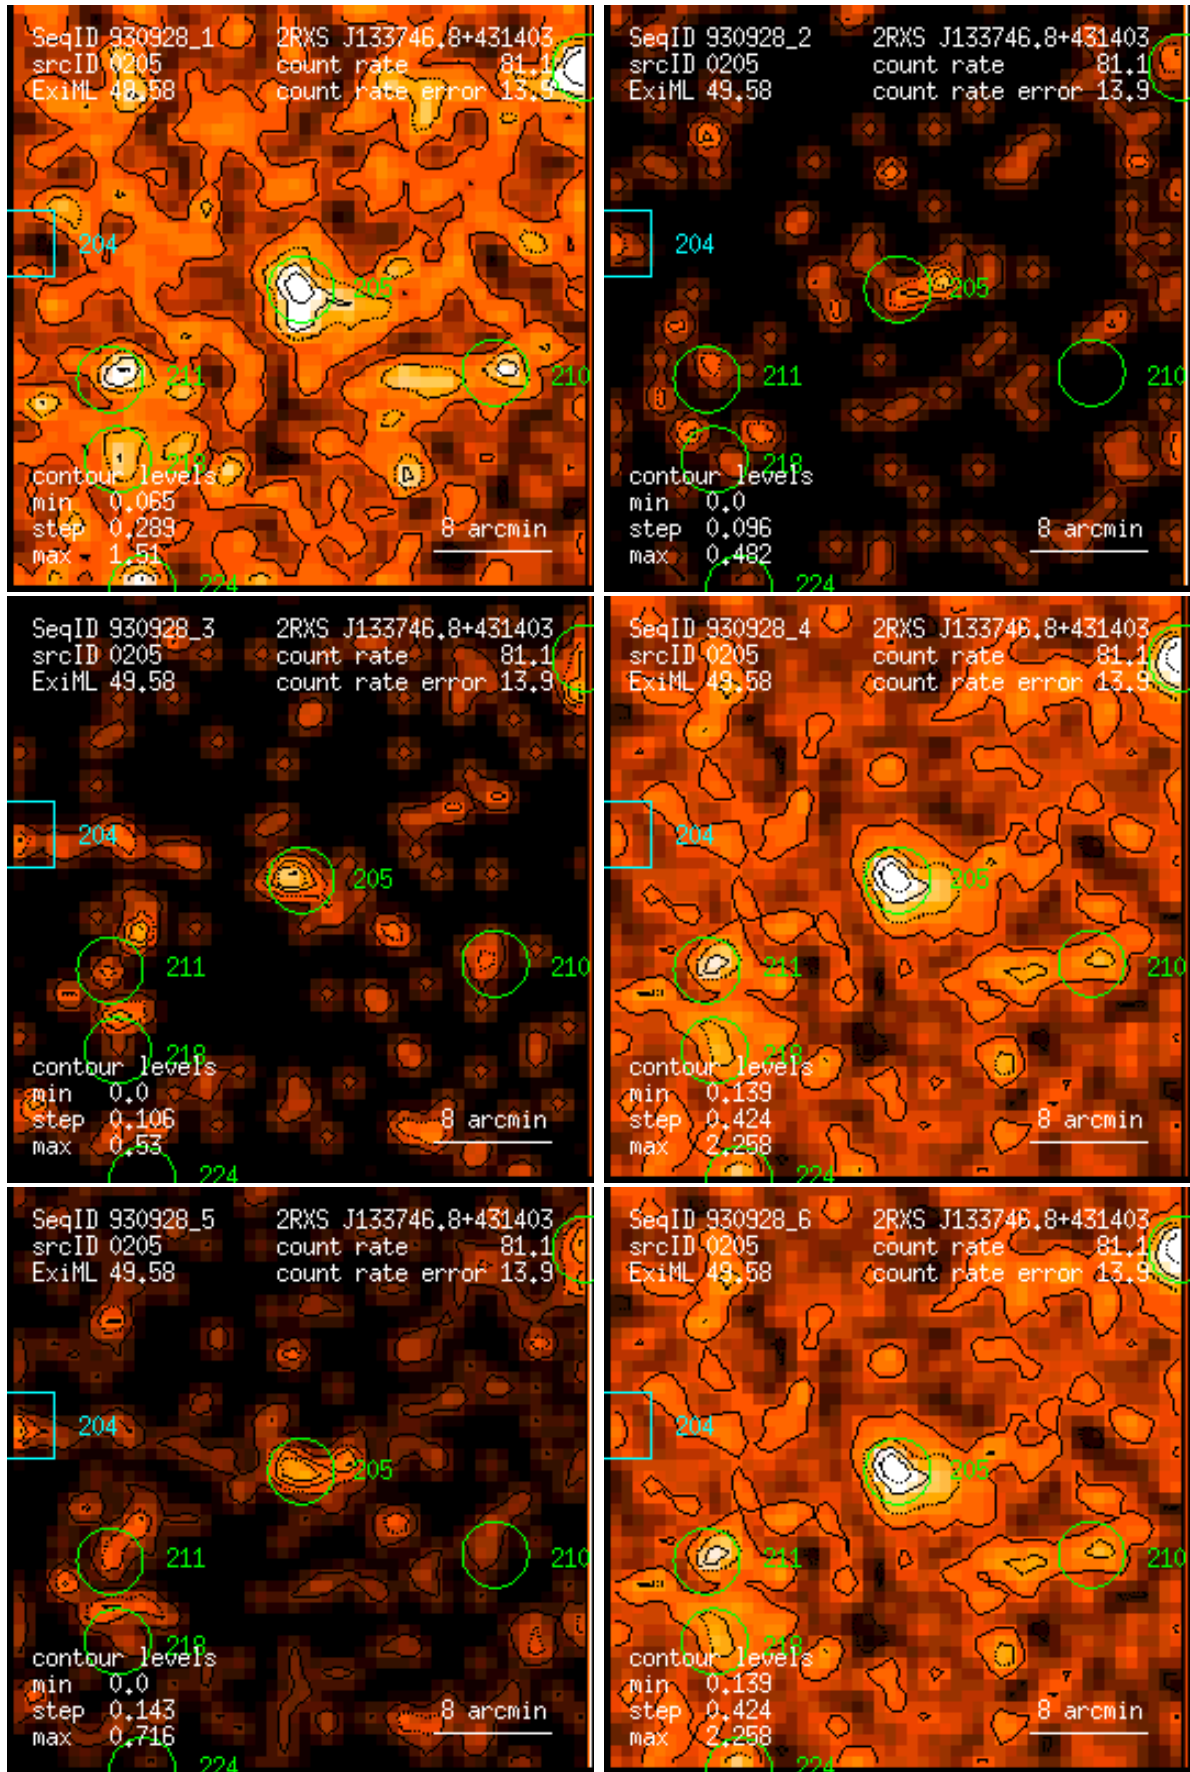 SeqID 930928_1 2RXS J133746.8+431403
srcID 0205 count rate 81.1
ExiML 49.58 count rate error 13.9
204
205
211
210
218
contour levels
min 0.065
step 0.289 8 arcmin
max 1.51
224
SeqID 930928_2 2RXS J133746.8+431403
srcID 0205 count rate 81.1
ExiML 49.58 count rate error 13.9
204
205
211
210
218
contour levels
min 0.0
step 0.096 8 arcmin
max 0.482
224
SeqID 930928_3 2RXS J133746.8+431403
srcID 0205 count rate 81.1
ExiML 49.58 count rate error 13.9
204
205
211
210
218
contour levels
min 0.0
step 0.106 8 arcmin
max 0.53
224
SeqID 930928_4 2RXS J133746.8+431403
srcID 0205 count rate 81.1
ExiML 49.58 count rate error 13.9
204
205
211
210
218
contour levels
min 0.139
step 0.424 8 arcmin
max 2.258
224
SeqID 930928_5 2RXS J133746.8+431403
srcID 0205 count rate 81.1
ExiML 49.58 count rate error 13.9
204
205
211
210
218
contour levels
min 0.0
step 0.143 8 arcmin
max 0.716
224
SeqID 930928_6 2RXS J133746.8+431403
srcID 0205 count rate 81.1
ExiML 49.58 count rate error 13.9
204
205
211
210
218
contour levels
min 0.139
step 0.424 8 arcmin
max 2.258
224